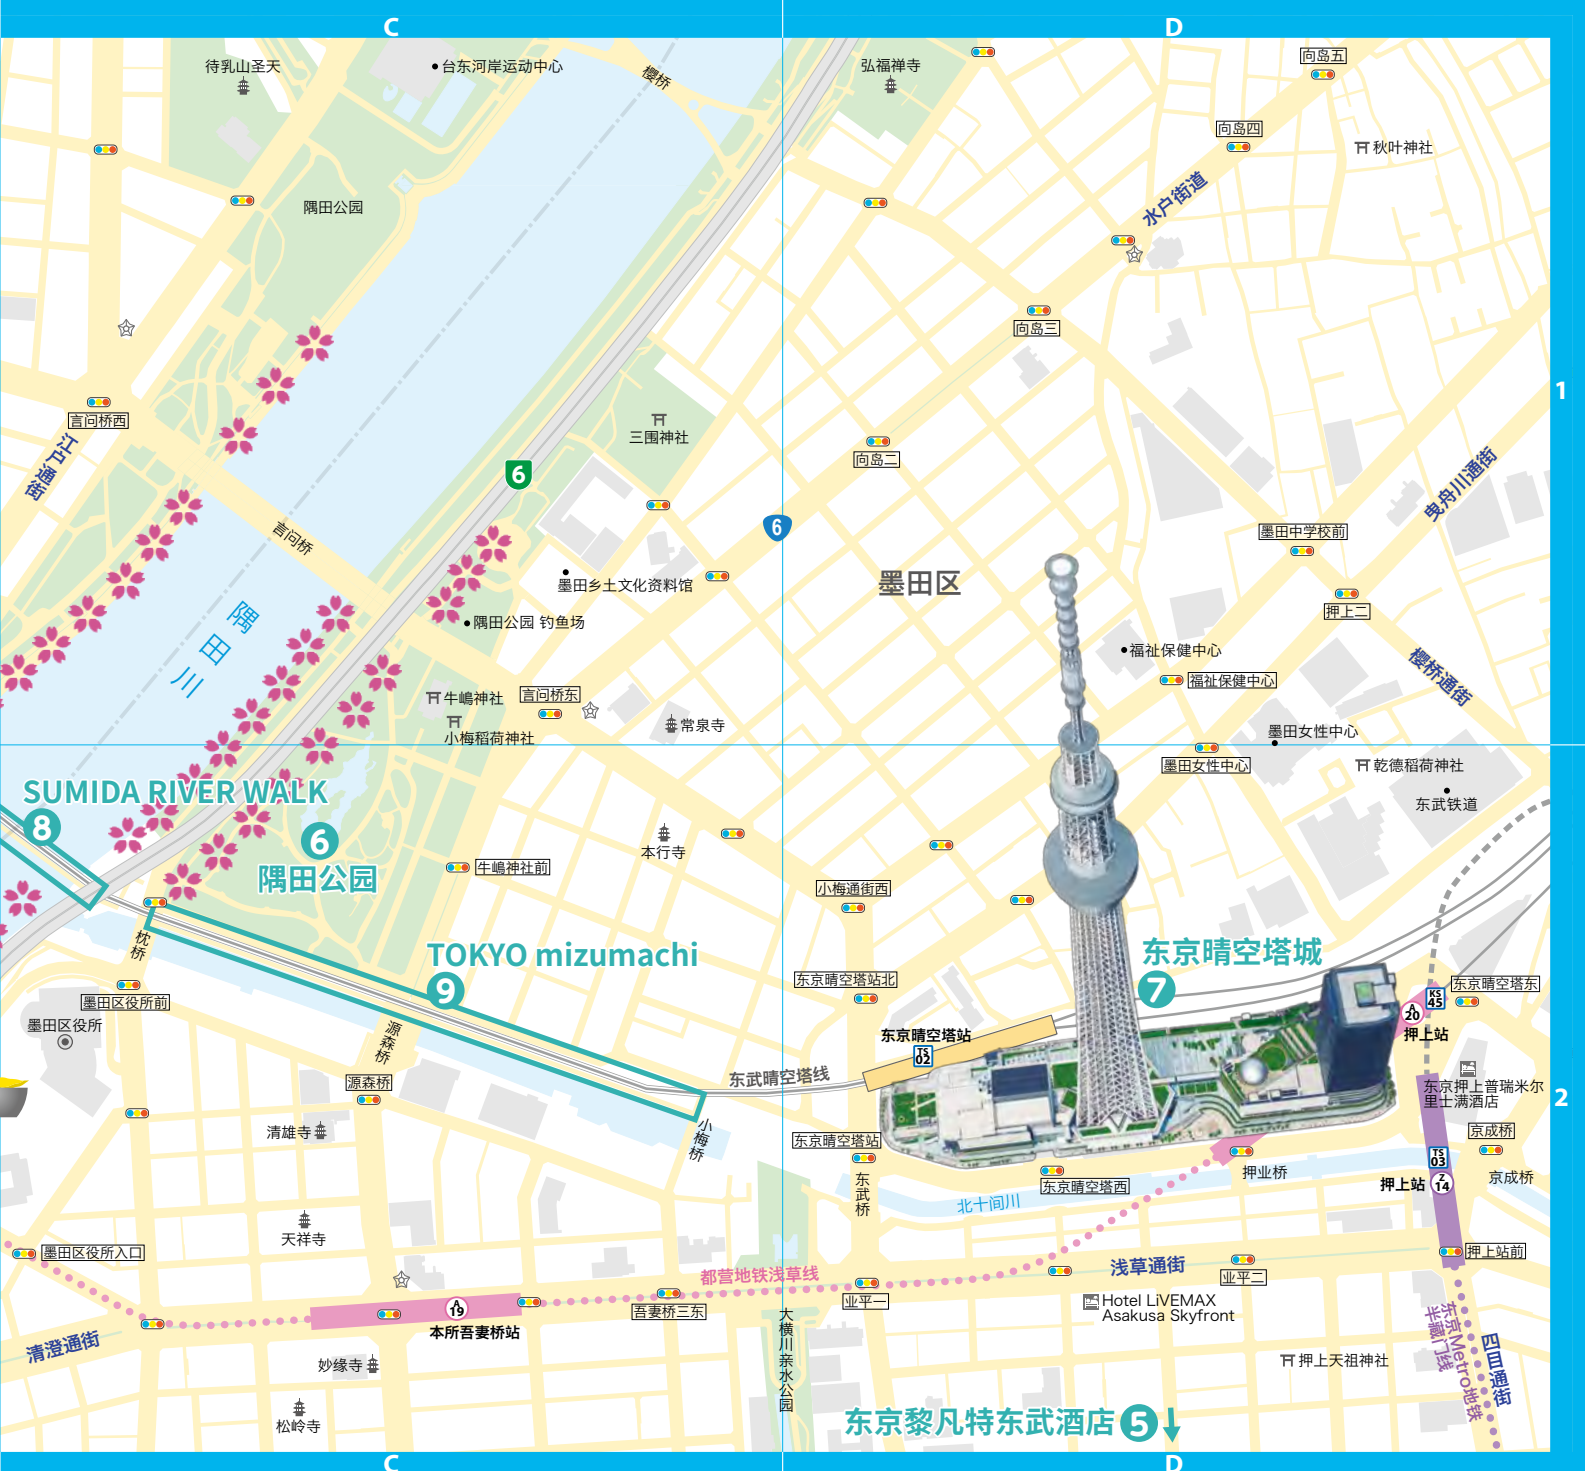 C
D
待乳山圣天
台东河岸运动中心
樱桥
弘福禅寺
向岛五
向岛四
秋叶神社
水户街道
隅田公园
向岛三
1
言问桥西
江户通街
三围神社
6
向岛二
曳舟川通街
6
言问桥
墨田中学校前
墨田乡土文化资料馆
墨田区
押上二
隅田川
隅田公园 钓鱼场
福祉保健中心
福祉保健中心
樱桥通街
牛嶋神社
言问桥东
小梅稻荷神社
常泉寺
墨田女性中心
墨田女性中心
乾德稻荷神社
东武铁道
SUMIDA RIVER WALK
8
6
隅田公园
本行寺
牛嶋神社前
小梅通街西
枕桥
TOKYO mizumachi
9
东京晴空塔城
7
东京晴空塔站北
东京晴空塔东
墨田区役所前
墨田区役所
源森桥
东京晴空塔站
TS
02
A
20
KS
45
押上站
东武晴空塔线
源森桥
东京押上普瑞米尔
里士满酒店
2
清雄寺
小梅桥
东京晴空塔站
京成桥
TS
03
东武桥
东京晴空塔西
押业桥
押上站
Z
14
京成桥
北十间川
天祥寺
墨田区役所入口
押上站前
都营地铁浅草线
浅草通街
业平二
A
19
吾妻桥三东
业平一
Hotel LiVEMAX
Asakusa Skyfront
本所吾妻桥站
清澄通街
大横川亲水公园
妙缘寺
押上天祖神社
东京Metro地铁
半藏门线
四目通街
松岭寺
东京黎凡特东武酒店
5
C
D